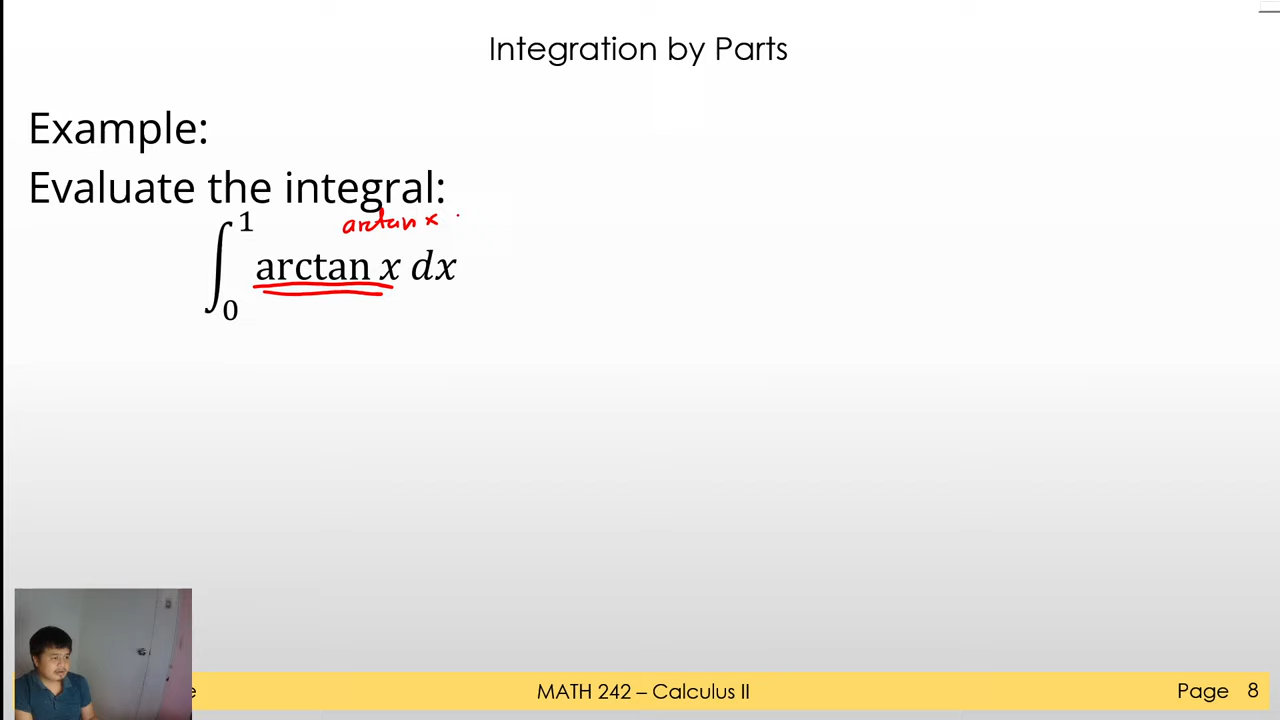 Integration by Parts
Example:
Evaluate the integral:
arctan x ·
∫₀¹ arctan x dx
e
MATH 242 – Calculus II
Page 8